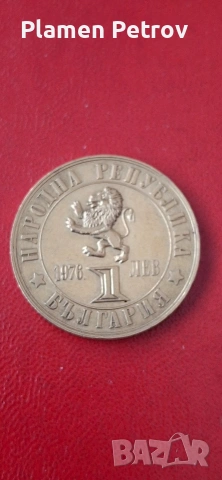 Plamen Petrov
НАРОДНА РЕПУБЛИКА
1976 ЛЕВ
1
БЪЛГАРИЯ
BAZAR